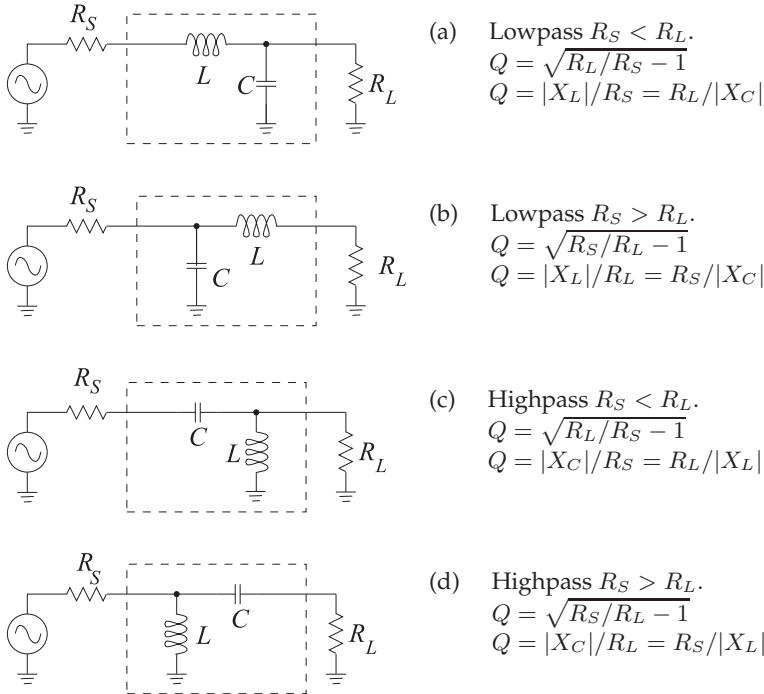 R_S
L
C
R_L
(a) Lowpass R_S < R_L.
Q = √(R_L/R_S − 1)
Q = |X_L|/R_S = R_L/|X_C|
R_S
C
L
R_L
(b) Lowpass R_S > R_L.
Q = √(R_S/R_L − 1)
Q = |X_L|/R_L = R_S/|X_C|
R_S
C
L
R_L
(c) Highpass R_S < R_L.
Q = √(R_L/R_S − 1)
Q = |X_C|/R_S = R_L/|X_L|
R_S
L
C
R_L
(d) Highpass R_S > R_L.
Q = √(R_S/R_L − 1)
Q = |X_C|/R_L = R_S/|X_L|